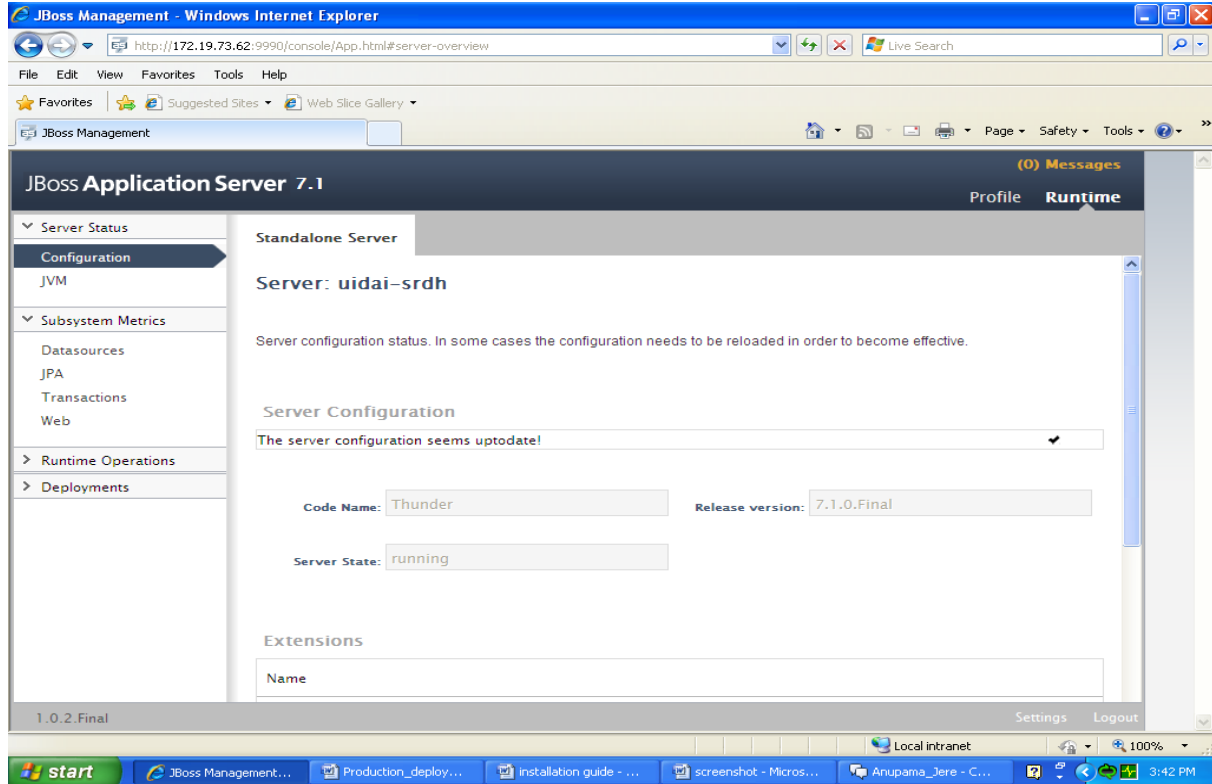 JBoss Management - Windows Internet Explorer
http://172.19.73.62:9990/console/App.html#server-overview
Live Search
File Edit View Favorites Tools Help
Favorites Suggested Sites Web Slice Gallery
JBoss Management
Page Safety Tools »
(0) Messages
JBoss Application Server 7.1
Profile Runtime
Server Status
Configuration
JVM
Subsystem Metrics
Datasources
JPA
Transactions
Web
> Runtime Operations
> Deployments
Standalone Server
Server: uidai-srdh
Server configuration status. In some cases the configuration needs to be reloaded in order to become effective.
Server Configuration
The server configuration seems uptodate!
Code Name: Thunder
Release version: 7.1.0.Final
Server State: running
Extensions
Name
1.0.2.Final
Settings Logout
Local intranet
100%
start
JBoss Management...
Production_deploy...
installation guide - ...
screenshot - Micros...
Anupama_Jere - C...
3:42 PM